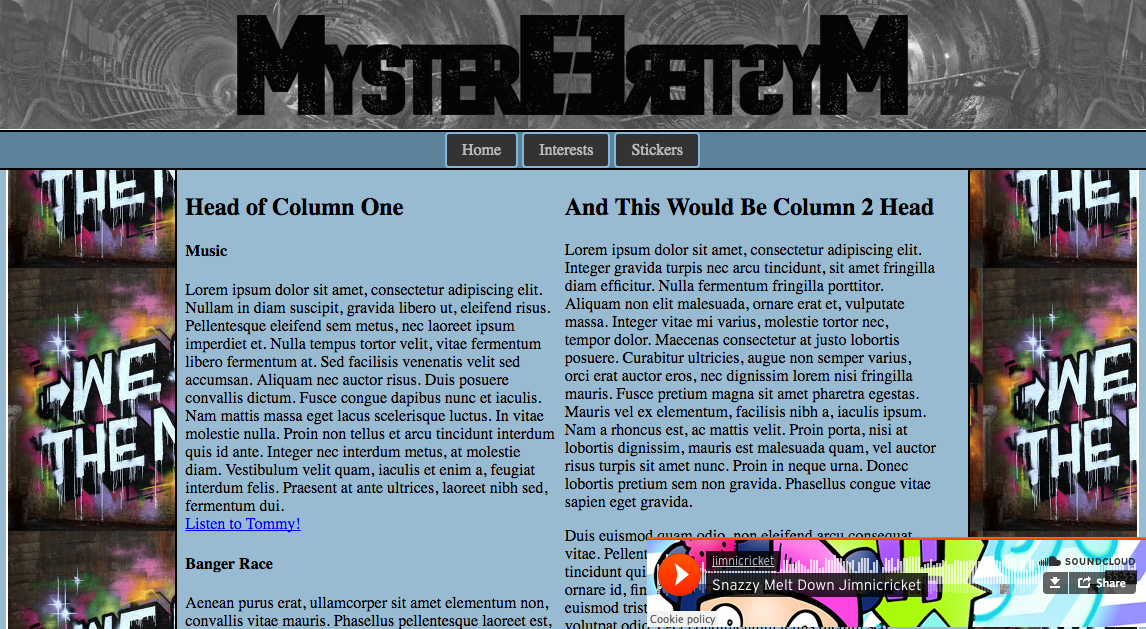 MYSTEREERETSYM
Home Interests Stickers
THE
WE
THE
Head of Column One
Music
Lorem ipsum dolor sit amet, consectetur adipiscing elit.
Nullam in diam suscipit, gravida libero ut, eleifend risus.
Pellentesque eleifend sem metus, nec laoreet ipsum
imperdiet et. Nulla tempus tortor velit, vitae fermentum
libero fermentum at. Sed facilisis venenatis velit sed
accumsan. Aliquam nec auctor risus. Duis posuere
convallis dictum. Fusce congue dapibus nunc et iaculis.
Nam mattis massa eget lacus scelerisque luctus. In vitae
molestie nulla. Proin non tellus et arcu tincidunt interdum
quis id ante. Integer nec interdum metus, at molestie
diam. Vestibulum velit quam, iaculis et enim a, feugiat
interdum felis. Praesent at ante ultrices, laoreet nibh sed,
fermentum dui.
Listen to Tommy!
Banger Race
Aenean purus erat, ullamcorper sit amet elementum non,
convallis vitae mauris. Phasellus pellentesque laoreet est,
And This Would Be Column 2 Head
Lorem ipsum dolor sit amet, consectetur adipiscing elit.
Integer gravida turpis nec arcu tincidunt, sit amet fringilla
diam efficitur. Nulla fermentum fringilla porttitor.
Aliquam non elit malesuada, ornare erat et, vulputate
massa. Integer vitae mi varius, molestie tortor nec,
tempor dolor. Maecenas consectetur at justo lobortis
posuere. Curabitur ultricies, augue non semper varius,
orci erat auctor eros, nec dignissim lorem nisi fringilla
mauris. Fusce pretium magna sit amet pharetra egestas.
Mauris vel ex elementum, facilisis nibh a, iaculis ipsum.
Nam a rhoncus est, ac mattis velit. Proin porta, nisi at
lobortis dignissim, mauris est malesuada quam, vel auctor
risus turpis sit amet nunc. Proin in neque urna. Donec
lobortis pretium sem non gravida. Phasellus congue vitae
sapien eget gravida.
Duis euismod quam odio, non eleifend arcu consequat
vitae. Pellent
tincidunt qui
ornare id, fin
euismod trist
volutpat odio
THE
WE
THE
jimnicricket
Snazzy Melt Down Jimnicricket
SOUNDCLOUD
Share
Cookie policy